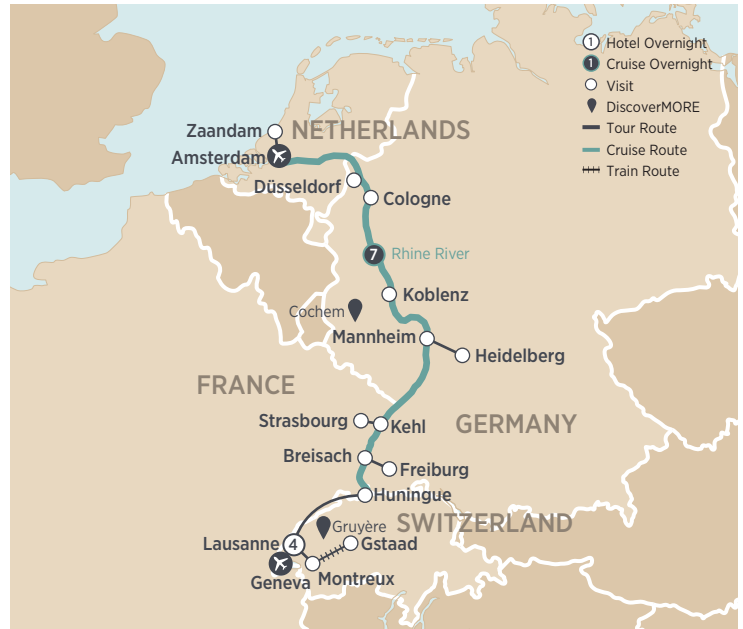 1 Hotel Overnight
1 Cruise Overnight
Visit
DiscoverMORE
Tour Route
Cruise Route
Train Route
Zaandam
NETHERLANDS
Amsterdam
Düsseldorf
Cologne
7 Rhine River
Koblenz
Cochem
Mannheim
Heidelberg
FRANCE
Strasbourg
Kehl
GERMANY
Breisach
Freiburg
Huningue
SWITZERLAND
Gruyère
Lausanne 4
Gstaad
Geneva
Montreux